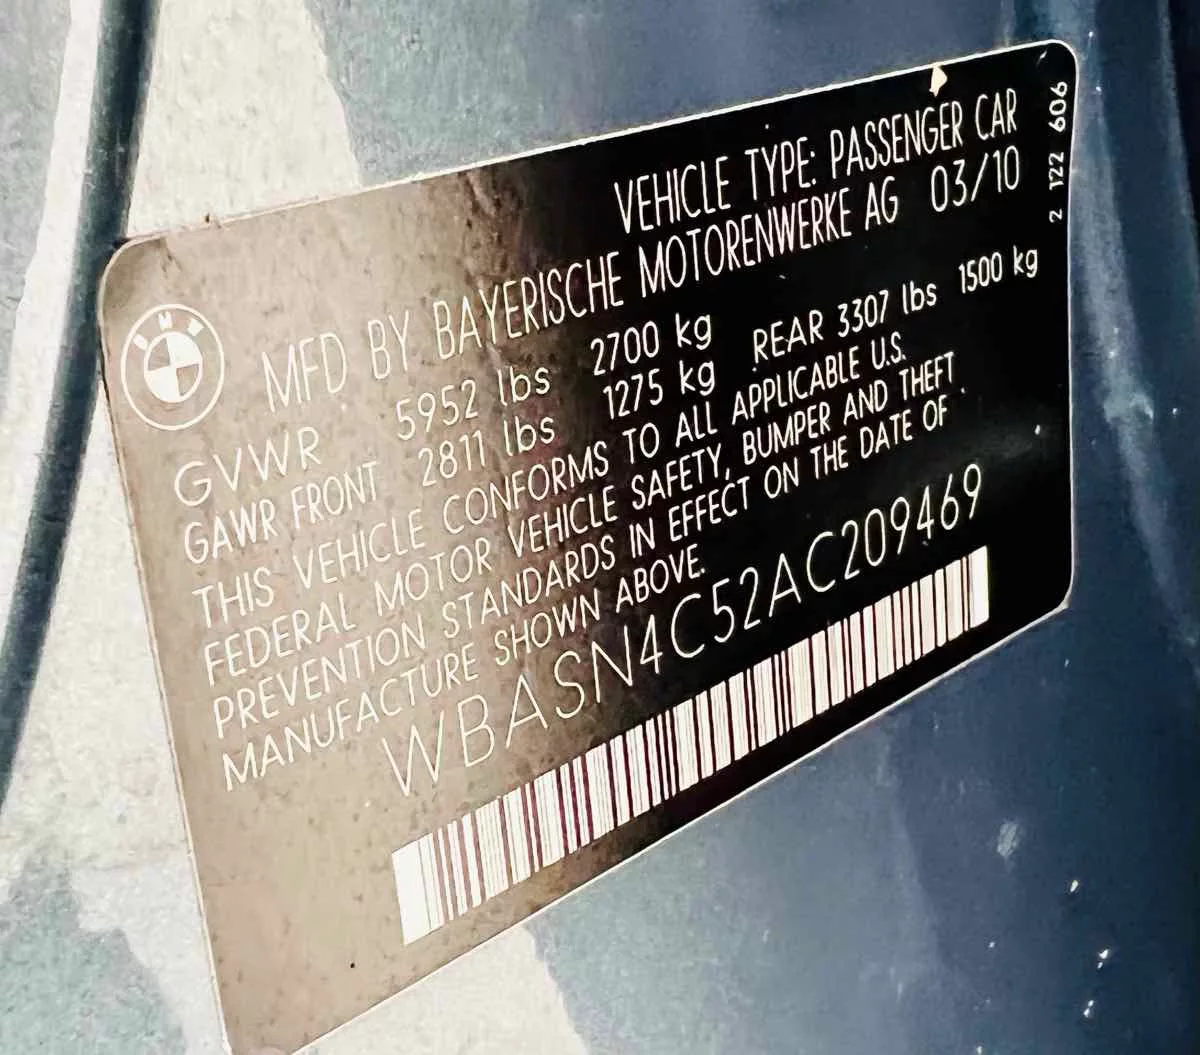 VEHICLE TYPE: PASSENGER CAR
MFD BY BAYERISCHE MOTORENWERKE AG 03/10
GVWR 5952 lbs 2700 kg
GAWR FRONT 2811 lbs 1275 kg REAR 3307 lbs 1500 kg
THIS VEHICLE CONFORMS TO ALL APPLICABLE U.S.
FEDERAL MOTOR VEHICLE SAFETY, BUMPER AND THEFT
PREVENTION STANDARDS IN EFFECT ON THE DATE OF
MANUFACTURE SHOWN ABOVE.
WBASN4C52AC209469
2 122 606
BMW